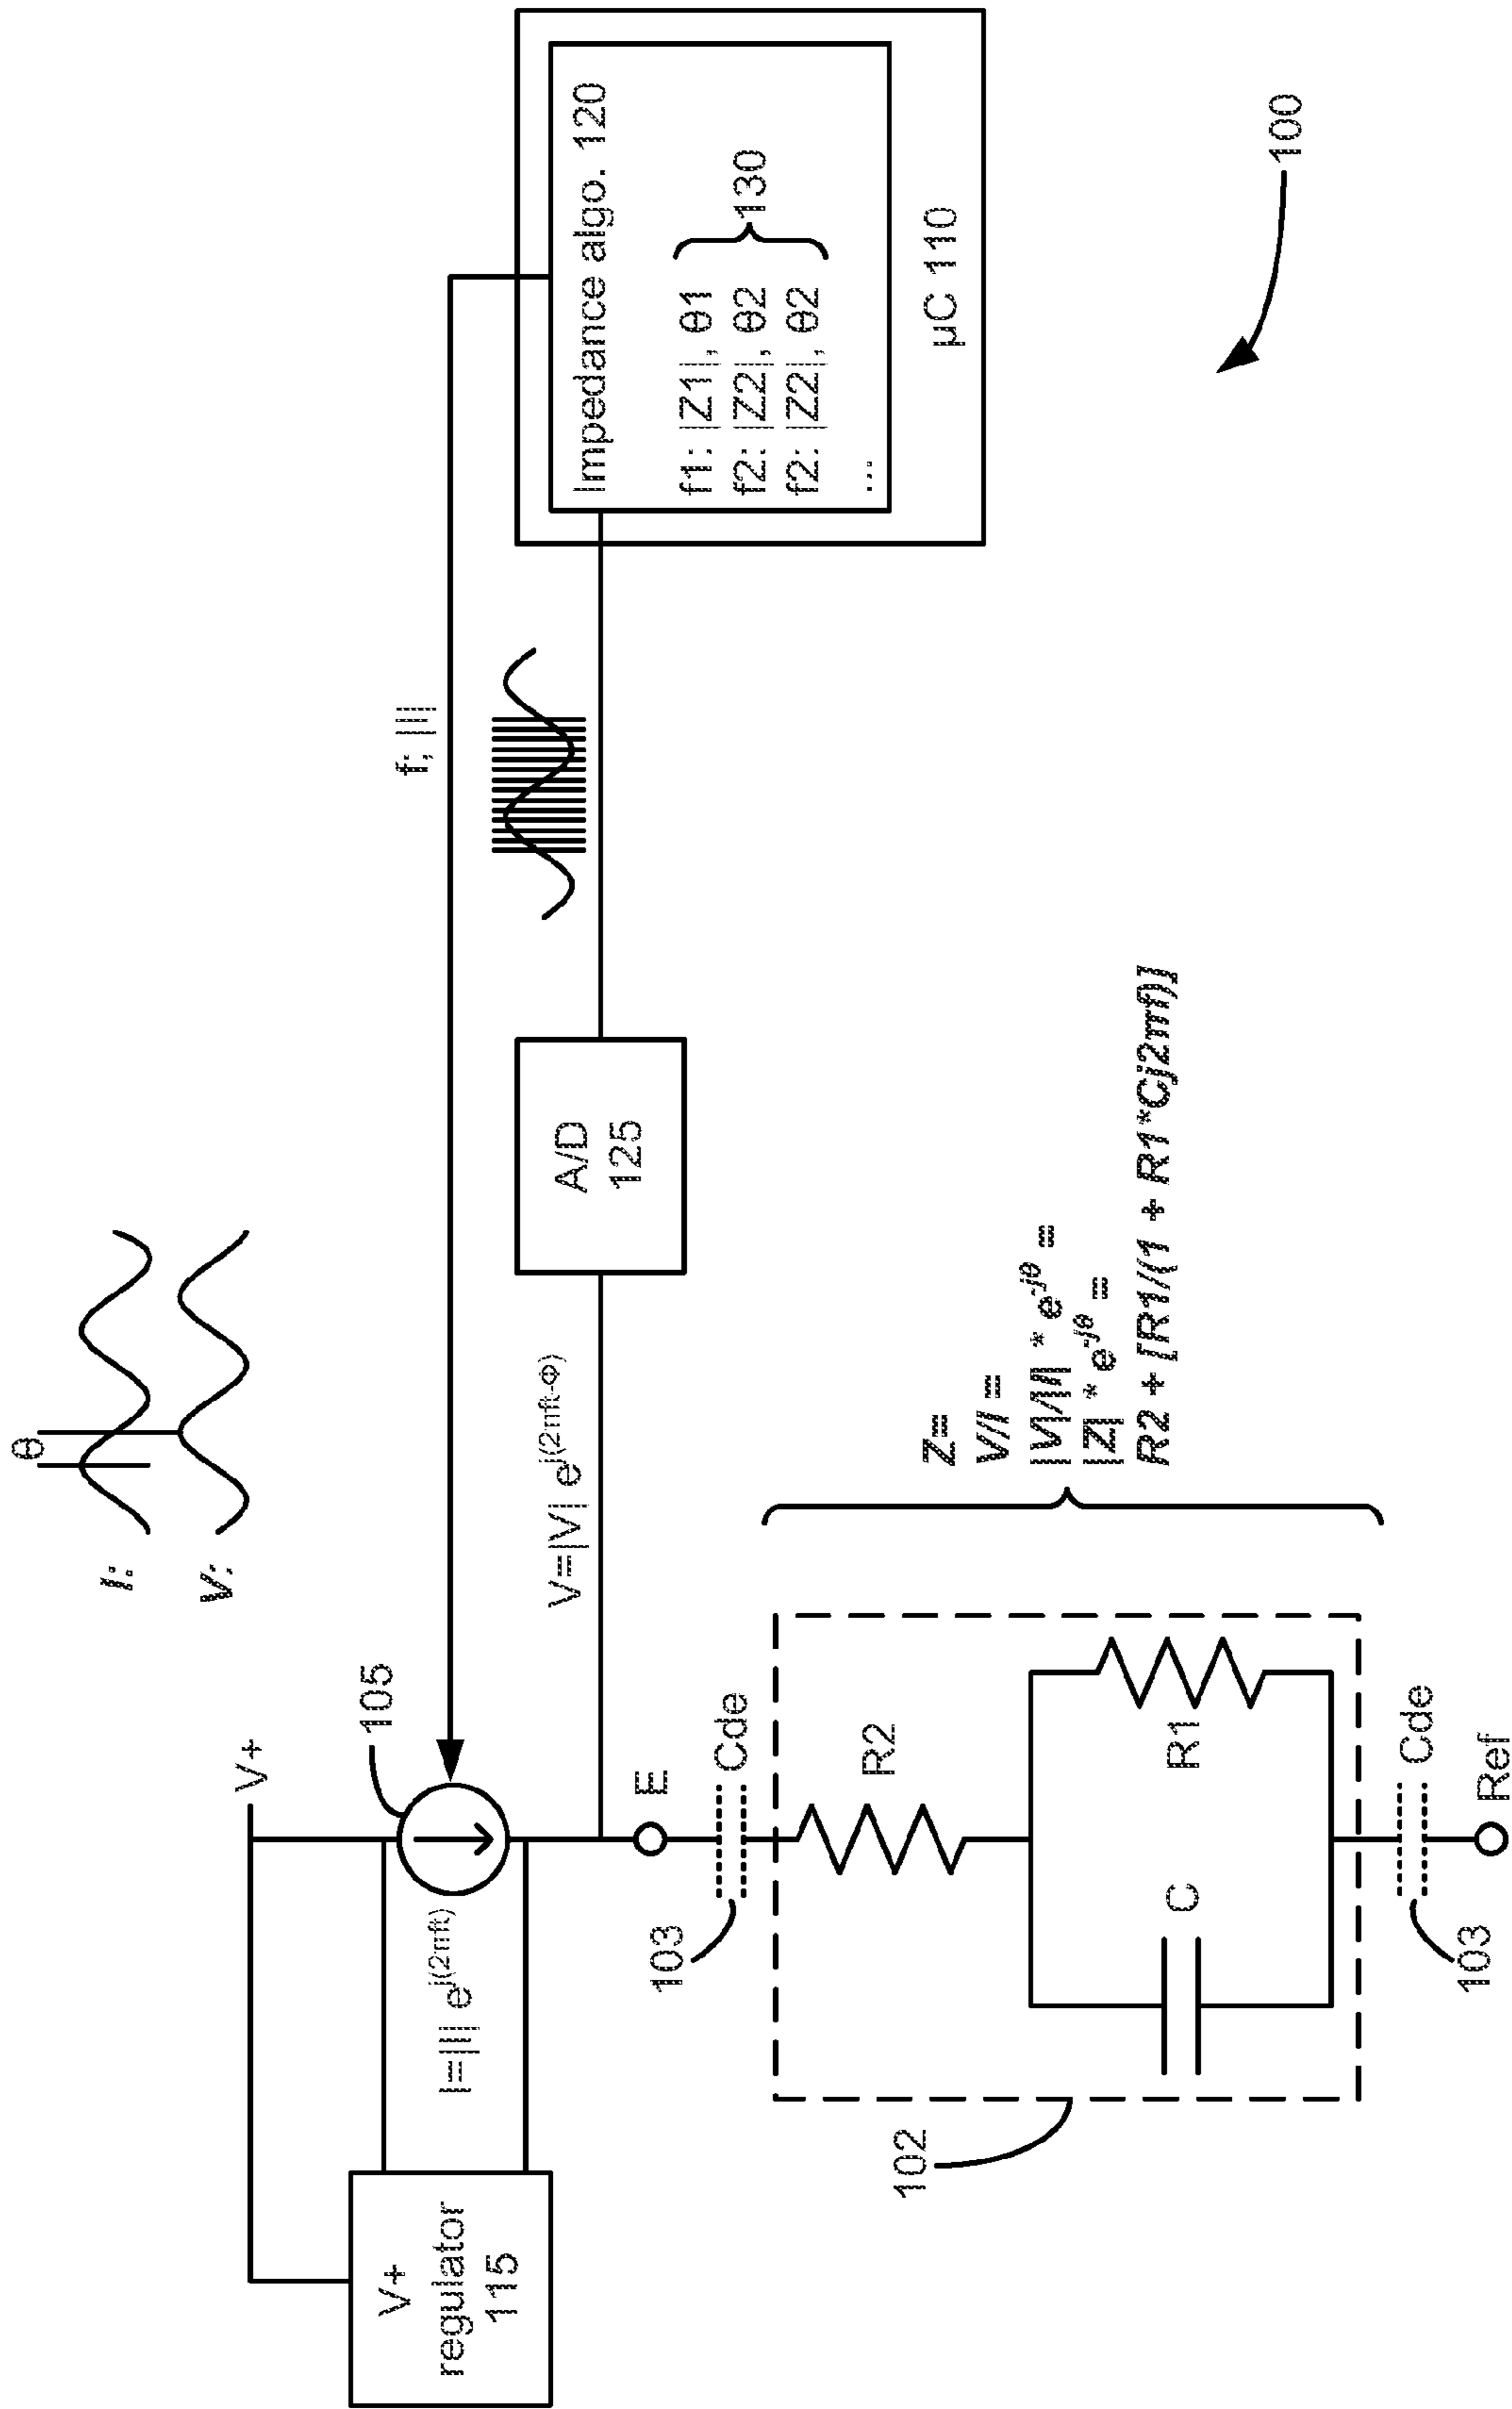 θ
I:
V:
V+
105
f; |I|
V+
regulator
115
I=|I| e^j(2πft)
V=|V| e^j(2πft-Φ)
A/D
125
Impedance algo. 120
f1: |Z1|, θ1
f2: |Z2|, θ2
f2: |Z2|, θ2
...
130
µC 110
E
103
Cde
102
R2
C
R1
103
Cde
Ref
Z=
V/I =
|V|/|I| * e^-jθ =
|Z| * e^-jθ =
R2 + [R1/(1 + R1*Cj2πf)]
100